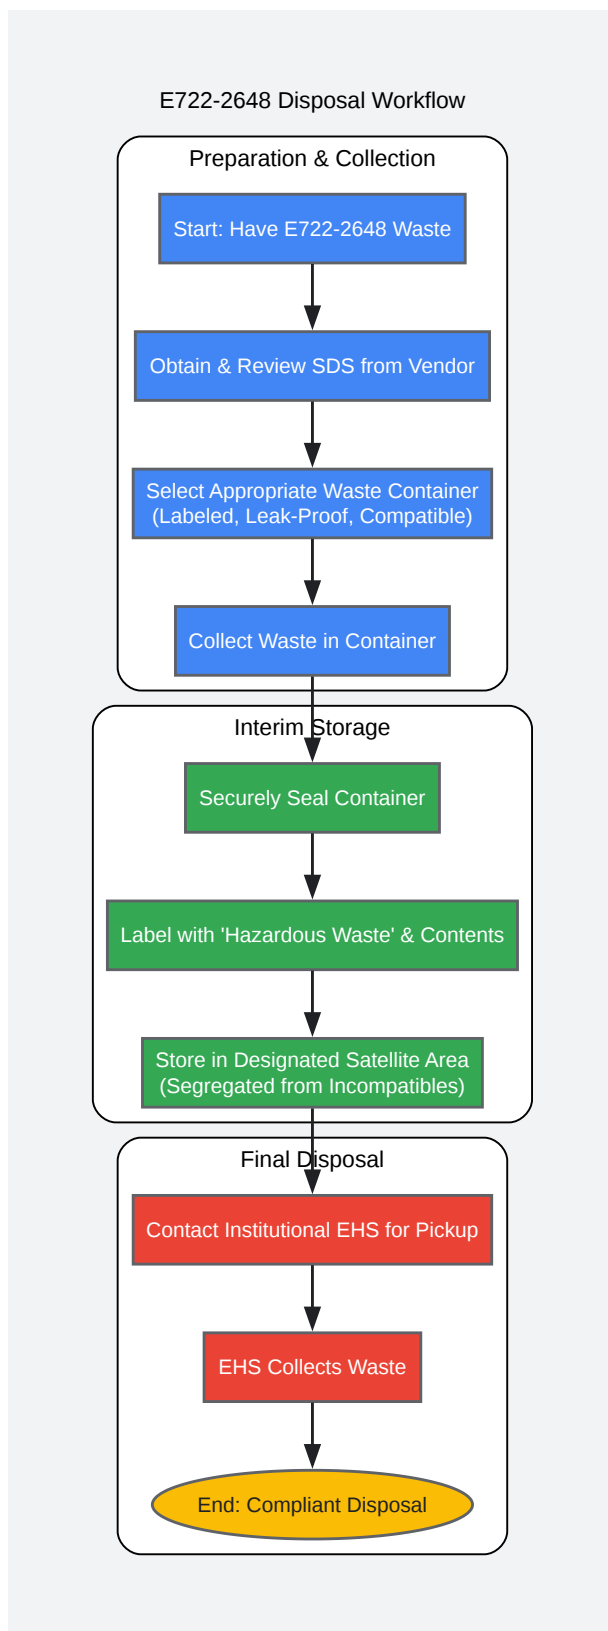 E722-2648 Disposal Workflow
Preparation & Collection
Start: Have E722-2648 Waste
Obtain & Review SDS from Vendor
Select Appropriate Waste Container
(Labeled, Leak-Proof, Compatible)
Collect Waste in Container
Interim Storage
Securely Seal Container
Label with 'Hazardous Waste' & Contents
Store in Designated Satellite Area
(Segregated from Incompatibles)
Final Disposal
Contact Institutional EHS for Pickup
EHS Collects Waste
End: Compliant Disposal